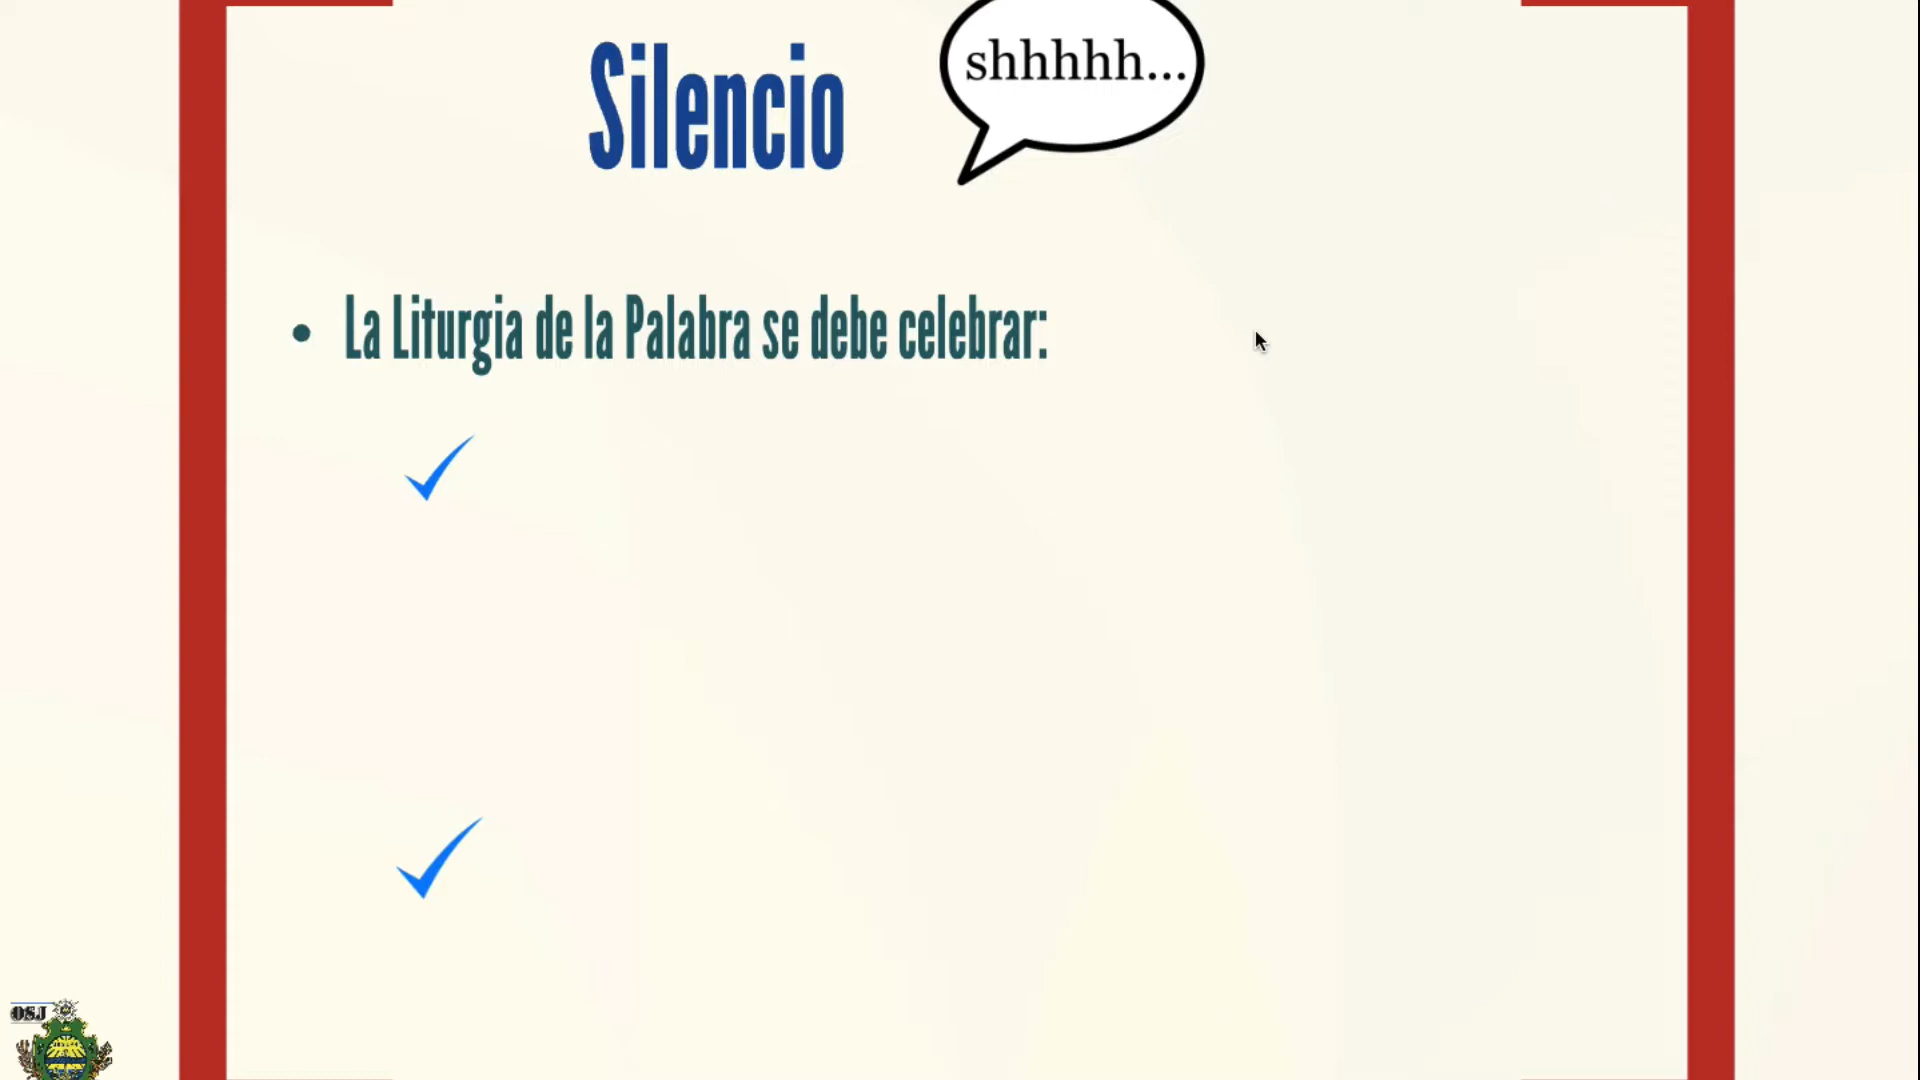 Silencio
shhhhh...
• La Liturgia de la Palabra se debe celebrar:
OSJ